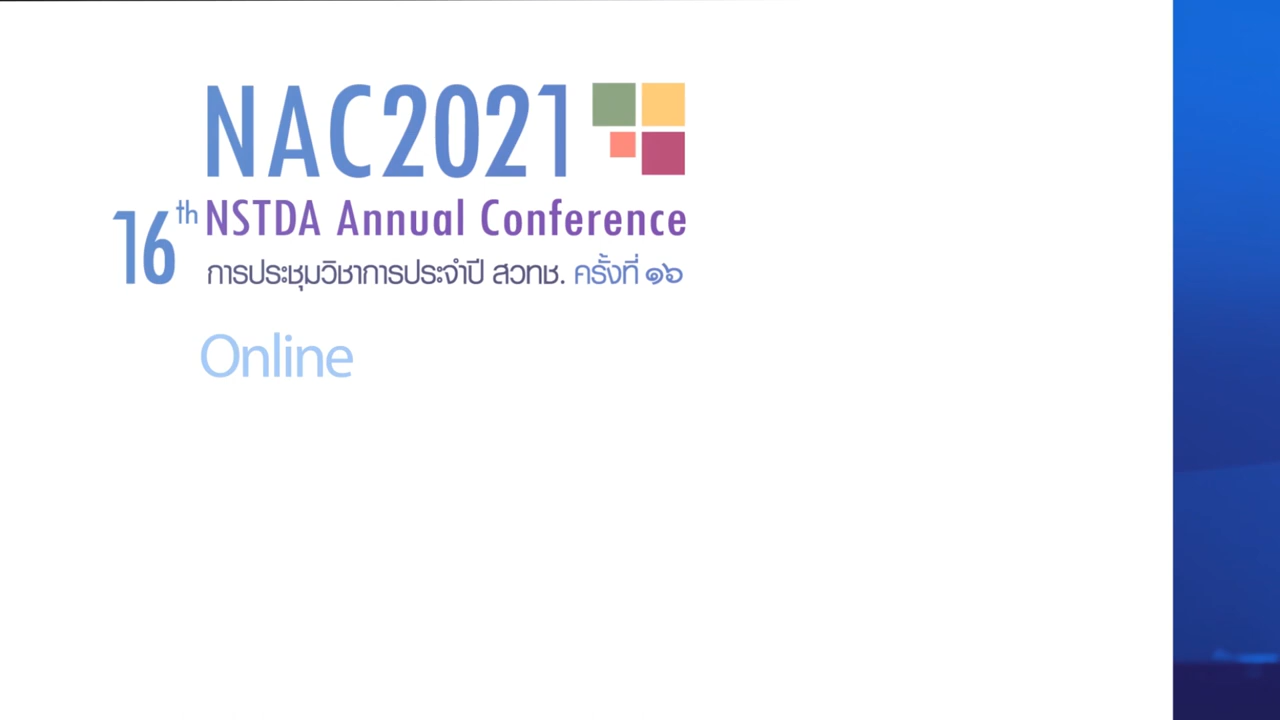 NAC2021
16th NSTDA Annual Conference
การประชุมวิชาการประจำปี สวทช. ครั้งที่ ๑๖
Online